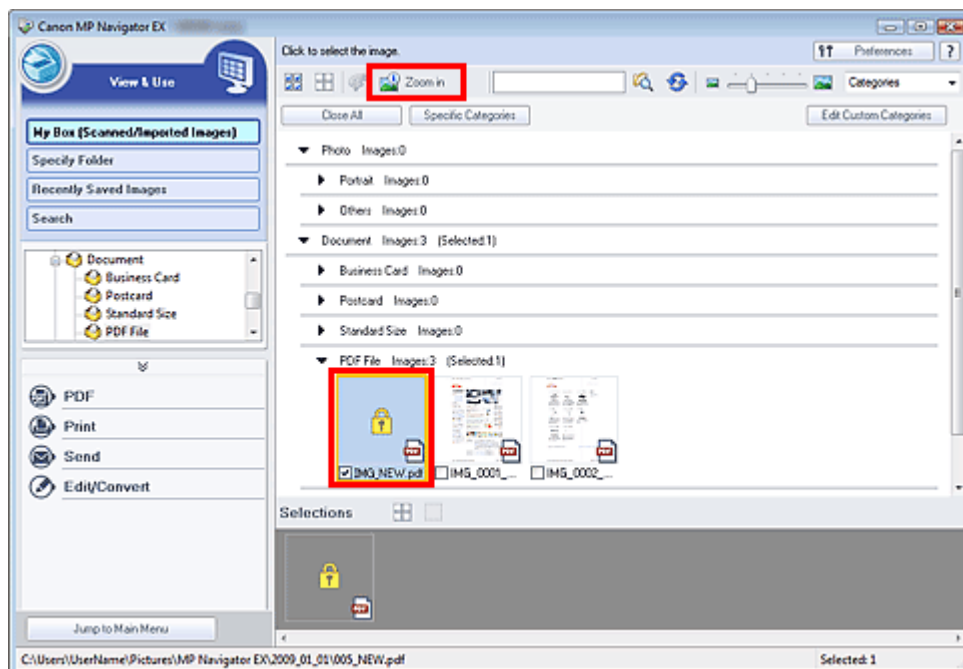 Canon MP Navigator EX
View & Use
My Box (Scanned/Imported Images)
Specify Folder
Recently Saved Images
Search
Document
Business Card
Postcard
Standard Size
PDF File
PDF
Print
Send
Edit/Convert
Jump to Main Menu
Click to select the image.
Preferences
?
Zoom in
Categories
Close All
Specific Categories
Edit Custom Categories
Photo Images:0
Portrait Images:0
Others Images:0
Document Images:3 (Selected:1)
Business Card Images:0
Postcard Images:0
Standard Size Images:0
PDF File Images:3 (Selected:1)
PDF
PDF
PDF
IMG_NEW.pdf
IMG_0001_...
IMG_0002_...
Selections
PDF
C:\Users\UserName\Pictures\MP Navigator EX\2009_01_01\005_NEW.pdf
Selected: 1